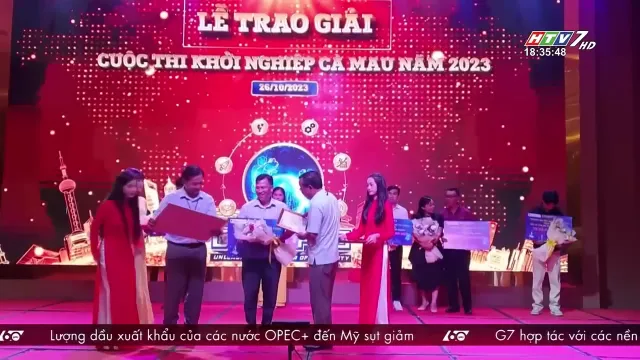 LỄ TRAO GIẢI
CUỘC THI KHỞI NGHIỆP CÀ MAU NĂM 2023
26/10/2023
HTV7 HD
18:35:48
Lượng dầu xuất khẩu của các nước OPEC+ đến Mỹ sụt giảm
60
G7 hợp tác với các nền